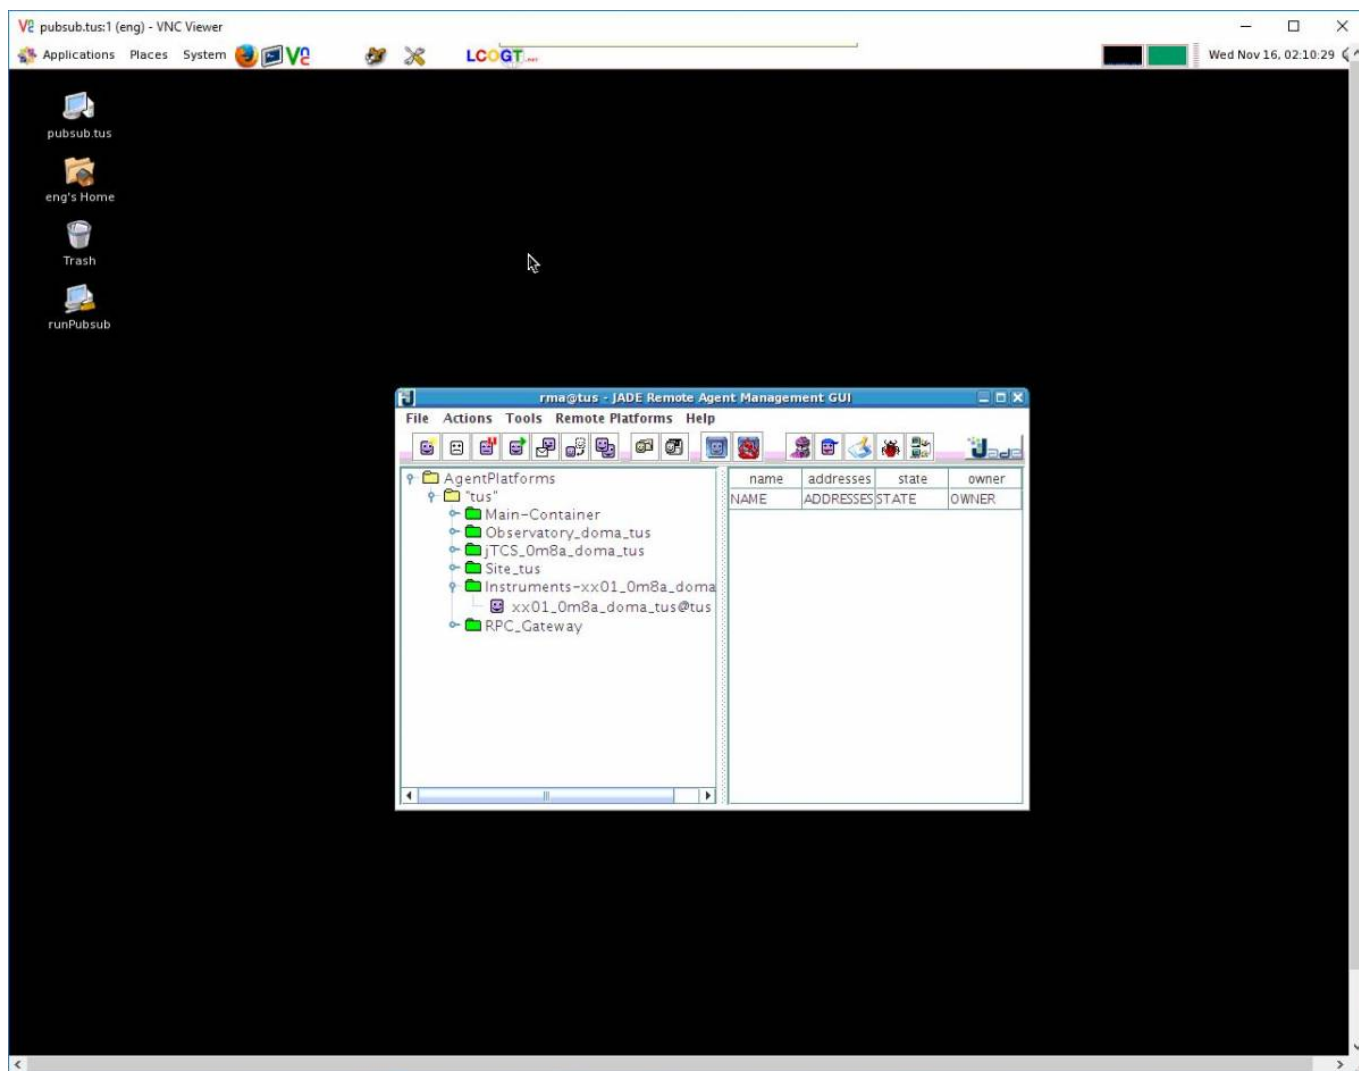 pubsub.tus:1 (eng) - VNC Viewer
Applications Places System LCOGT.net Wed Nov 16, 02:10:29
pubsub.tus
eng's Home
Trash
runPubsub
rma@tus - JADE Remote Agent Management GUI
File Actions Tools Remote Platforms Help
Jade
AgentPlatforms
"tus"
Main-Container
Observatory_doma_tus
jTCS_0m8a_doma_tus
Site_tus
Instruments-xx01_0m8a_doma
xx01_0m8a_doma_tus@tus
RPC_Gateway
name addresses state owner
NAME ADDRESSES STATE OWNER